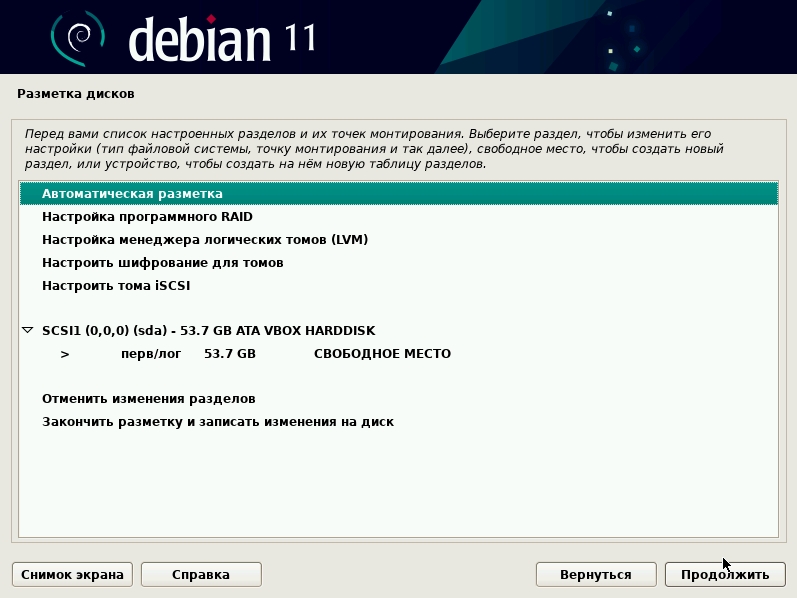 debian 11
Разметка дисков
Перед вами список настроенных разделов и их точек монтирования. Выберите раздел, чтобы изменить его
настройки (тип файловой системы, точку монтирования и так далее), свободное место, чтобы создать новый
раздел, или устройство, чтобы создать на нём новую таблицу разделов.
Автоматическая разметка
Настройка программного RAID
Настройка менеджера логических томов (LVM)
Настроить шифрование для томов
Настроить тома iSCSI
SCSI1 (0,0,0) (sda) - 53.7 GB ATA VBOX HARDDISK
> перв/лог 53.7 GB СВОБОДНОЕ МЕСТО
Отменить изменения разделов
Закончить разметку и записать изменения на диск
Снимок экрана Справка Вернуться Продолжить